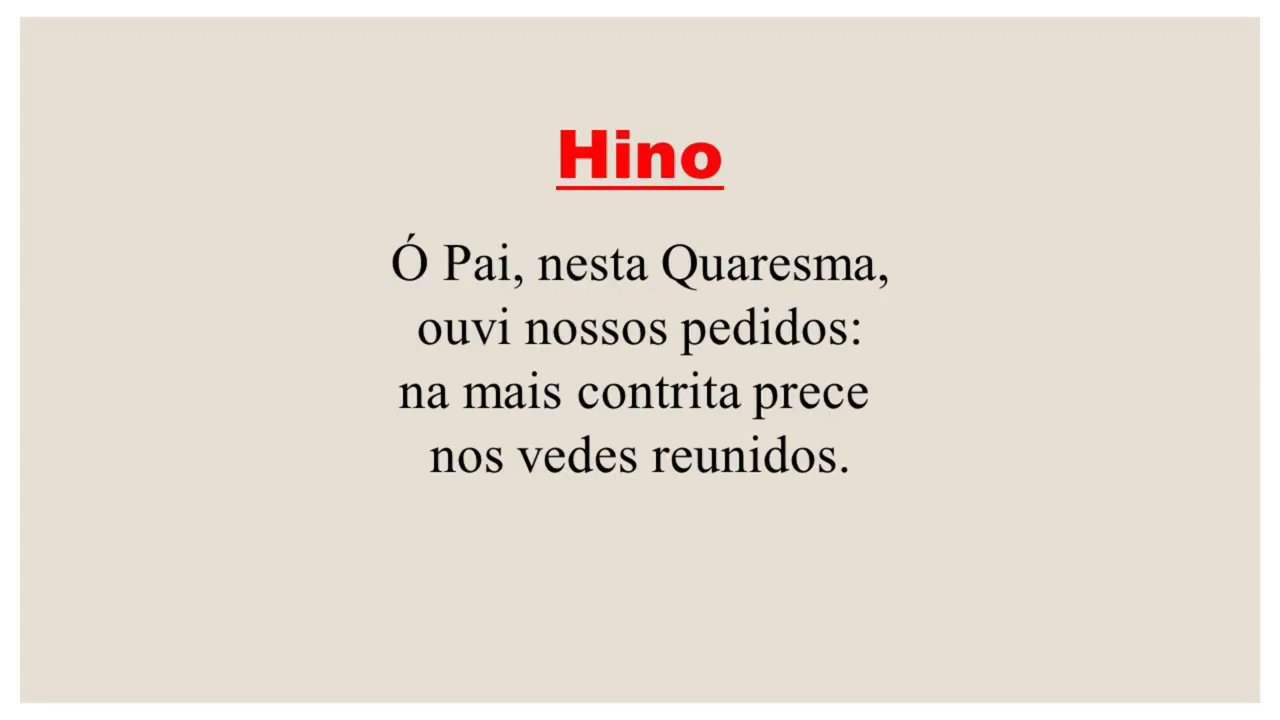 Hino
Ó Pai, nesta Quaresma,
ouvi nossos pedidos:
na mais contrita prece
nos vedes reunidos.